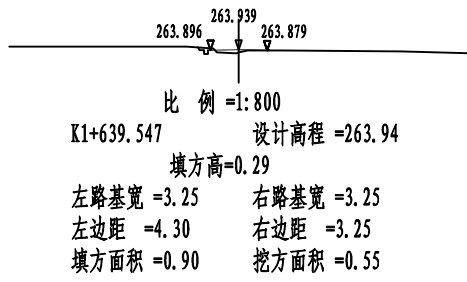 263.939
263.896 263.879
比 例 =1:800
K1+639.547 设计高程 =263.94
填方高=0.29
左路基宽 =3.25 右路基宽 =3.25
左边距 =4.30 右边距 =3.25
填方面积 =0.90 挖方面积 =0.55